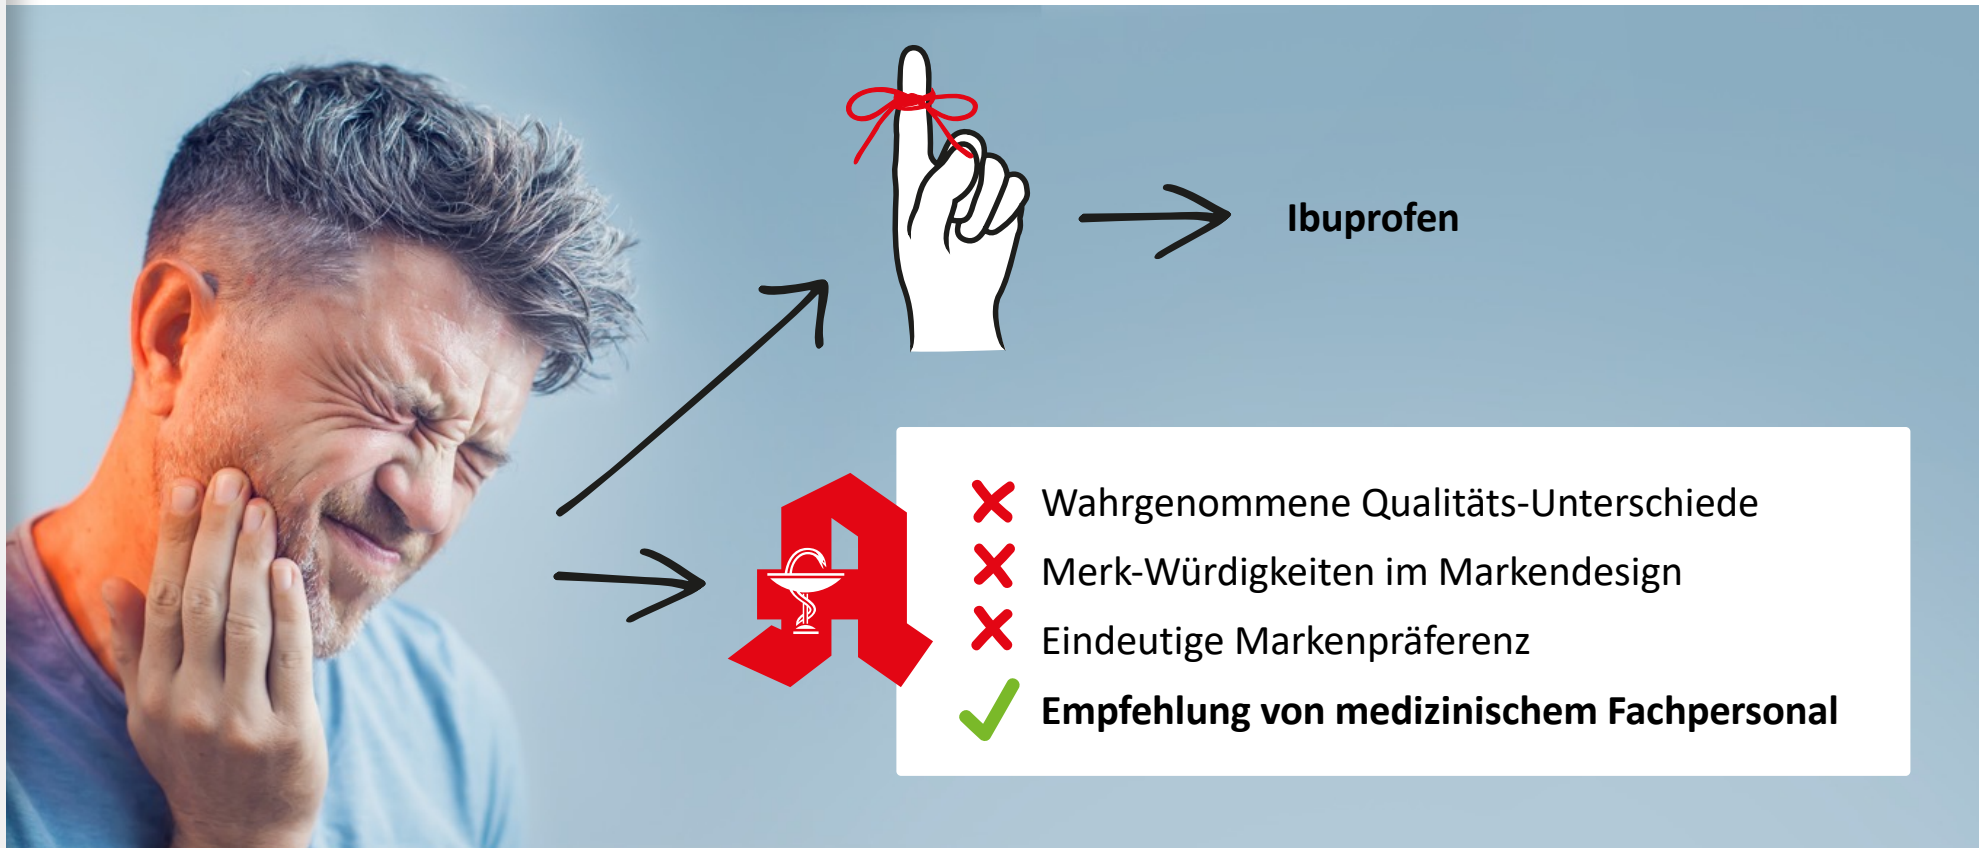 Ibuprofen
Wahrgenommene Qualitäts-Unterschiede
Merk-Würdigkeiten im Markendesign
Eindeutige Markenpräferenz
Empfehlung von medizinischem Fachpersonal